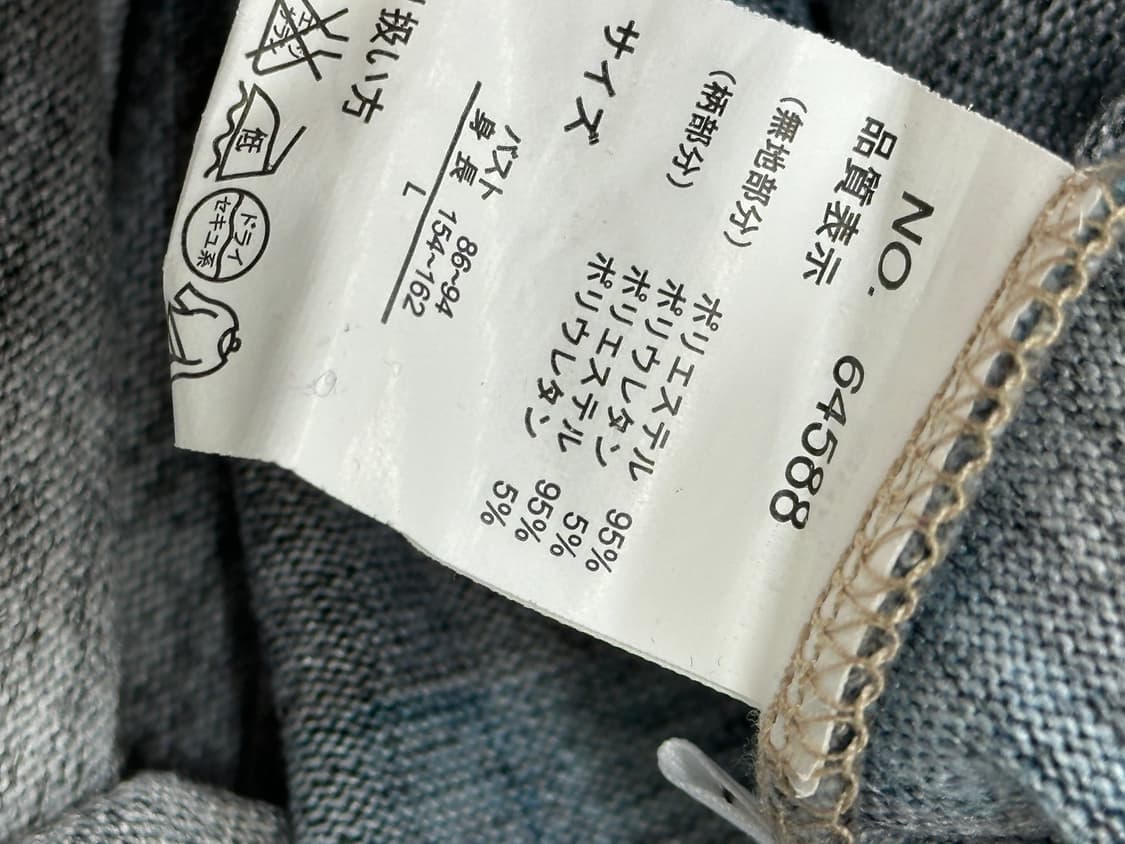 NO. 64588
品質表示
(無地部分) ポリエステル 95%
ポリウレタン 5%
(柄部分) ポリエステル 95%
ポリウレタン 5%
サイズ
バスト 86~94
身長 154~162
L
扱い方
低
ドライ
セキユ系